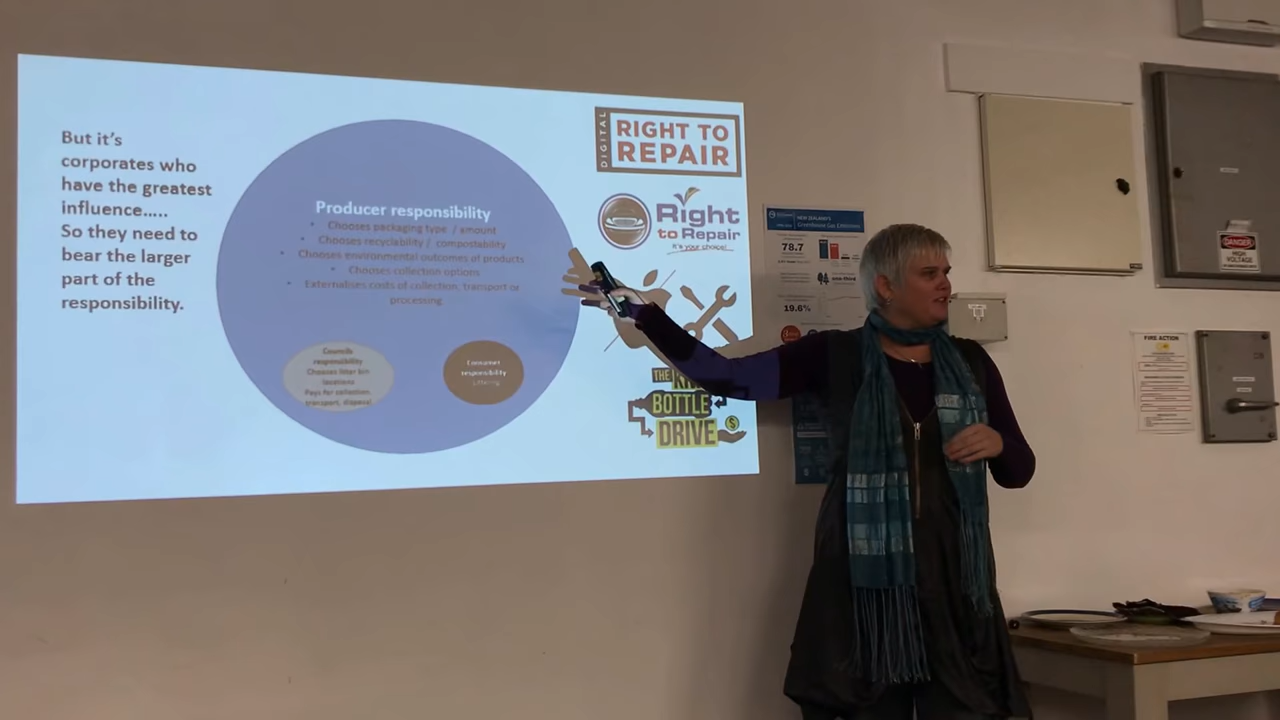 But it's
corporates who
have the greatest
influence.....
So they need to
bear the larger
part of the
responsibility.
Producer responsibility
• Chooses packaging type / amount
• Chooses recyclability / compostability
• Chooses environmental outcomes of products
• Chooses collection options
• Externalises costs of collection, transport or
processing
Councils
responsibility
Chooses litter bin
locations
Pays for collection,
transport, disposal
Consumer
responsibility
Littering
DIGITAL
RIGHT TO
REPAIR
Right
to Repair
It's your choice!
THE
BOTTLE
DRIVE
$
NEW ZEALAND'S
Greenhouse Gas Emissions
78.7
19.6%
DANGER
HIGH
VOLTAGE
FIRE ACTION